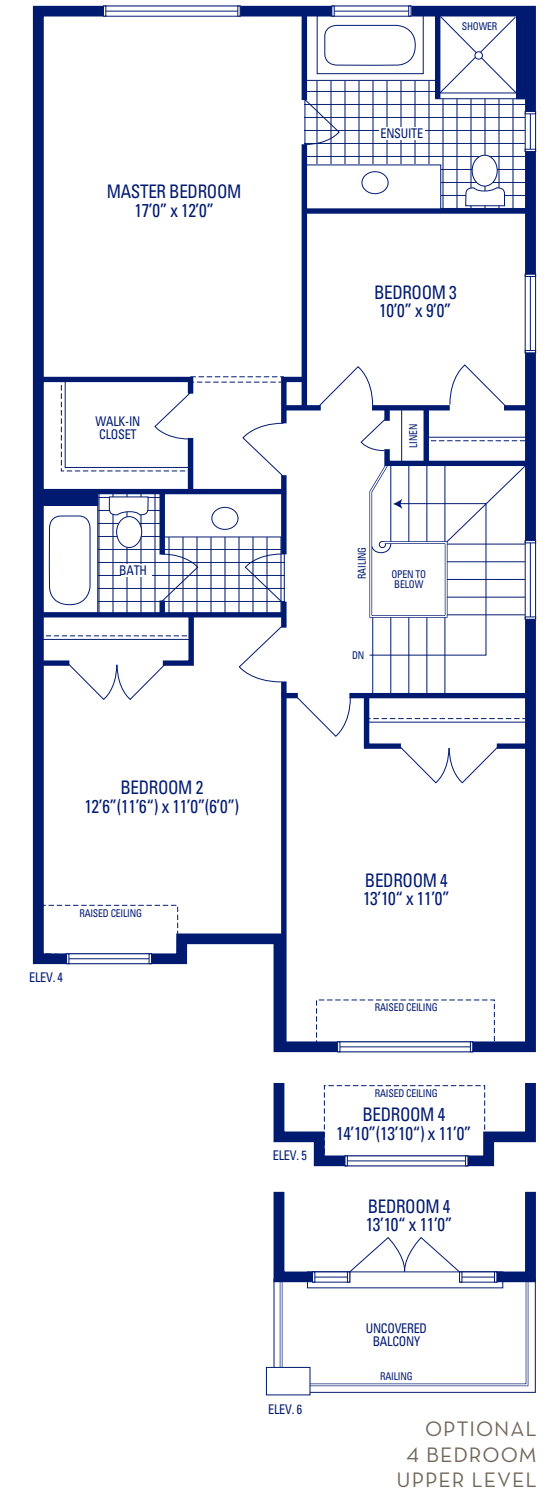 SHOWER
ENSUITE
MASTER BEDROOM
17'0" x 12'0"
BEDROOM 3
10'0" x 9'0"
WALK-IN
CLOSET
LINEN
BATH
RAILING
OPEN TO
BELOW
DN
BEDROOM 2
12'6"(11'6") x 11'0"(6'0")
BEDROOM 4
13'10" x 11'0"
RAISED CEILING
ELEV. 4
RAISED CEILING
RAISED CEILING
BEDROOM 4
14'10"(13'10") x 11'0"
ELEV. 5
BEDROOM 4
13'10" x 11'0"
UNCOVERED
BALCONY
RAILING
ELEV. 6
OPTIONAL
4 BEDROOM
UPPER LEVEL